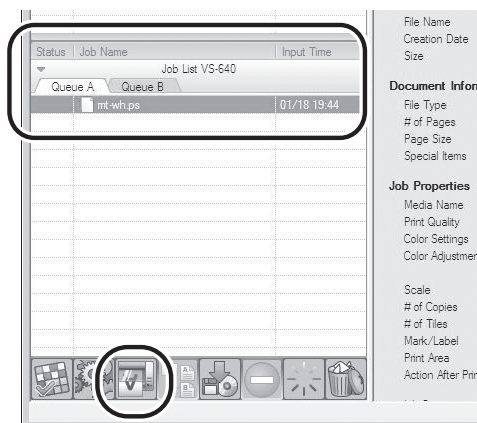 Status Job Name Input Time
Job List VS-640
Queue A Queue B
mt-wh.ps 01/18 19:44
File Name
Creation Date
Size
Document Infor
File Type
# of Pages
Page Size
Special Items
Job Properties
Media Name
Print Quality
Color Settings
Color Adjustmer
Scale
# of Copies
# of Tiles
Mark/Label
Print Area
Action After Prin